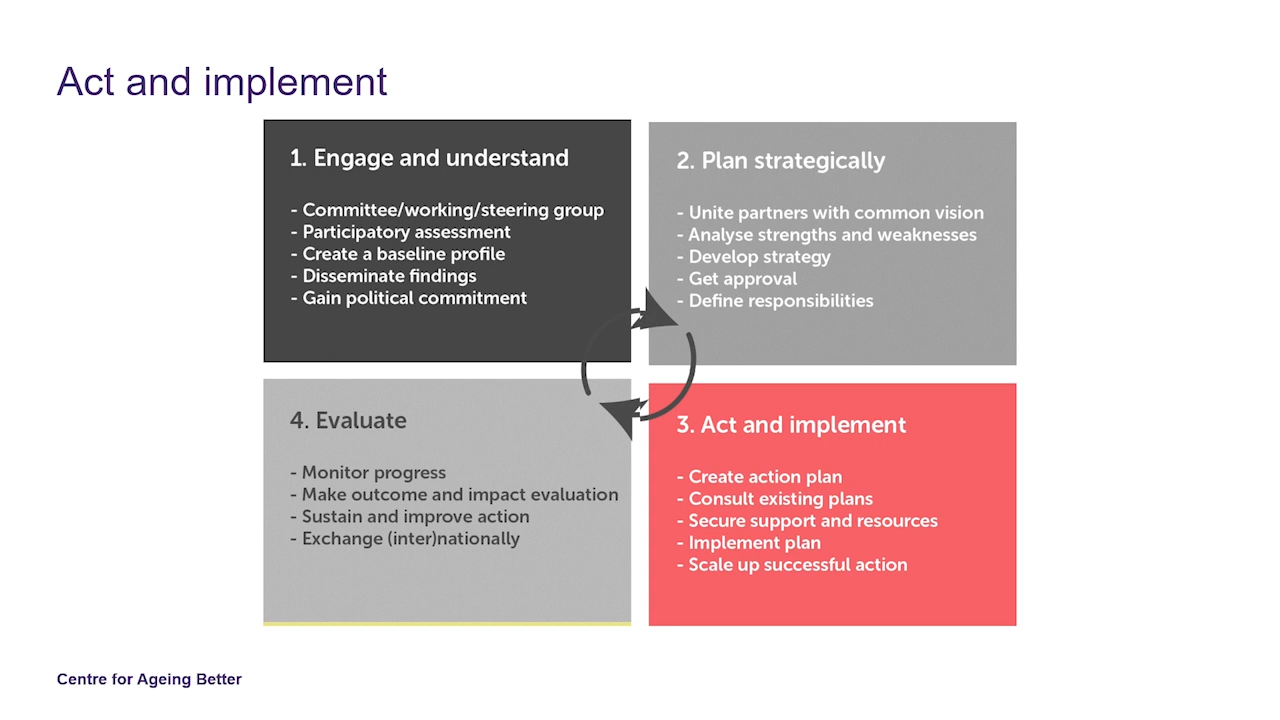 Act and implement
1. Engage and understand
- Committee/working/steering group
- Participatory assessment
- Create a baseline profile
- Disseminate findings
- Gain political commitment
2. Plan strategically
- Unite partners with common vision
- Analyse strengths and weaknesses
- Develop strategy
- Get approval
- Define responsibilities
4. Evaluate
- Monitor progress
- Make outcome and impact evaluation
- Sustain and improve action
- Exchange (inter)nationally
3. Act and implement
- Create action plan
- Consult existing plans
- Secure support and resources
- Implement plan
- Scale up successful action
Centre for Ageing Better